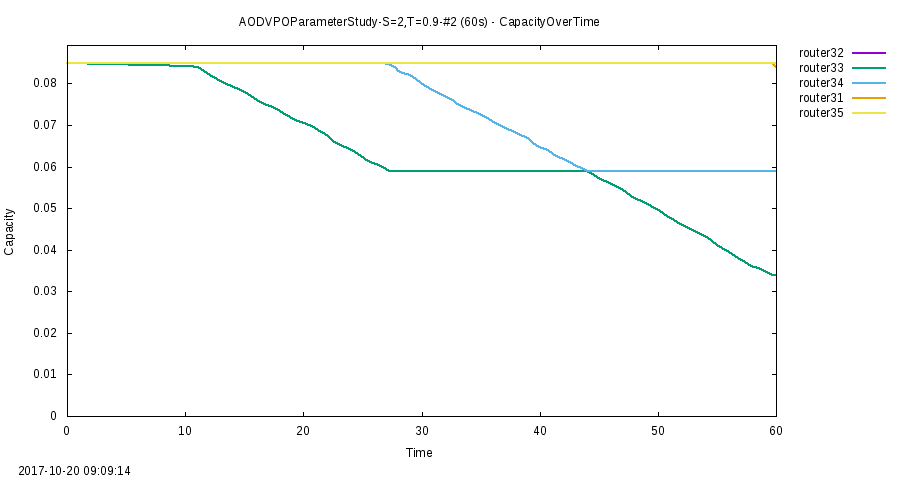 AODVPOParameterStudy-S=2,T=0.9-#2 (60s) - CapacityOverTime
router32
router33
router34
router31
router35
0.08
0.07
0.06
0.05
0.04
0.03
0.02
0.01
0
Capacity
0 10 20 30 40 50 60
Time
2017-10-20 09:09:14